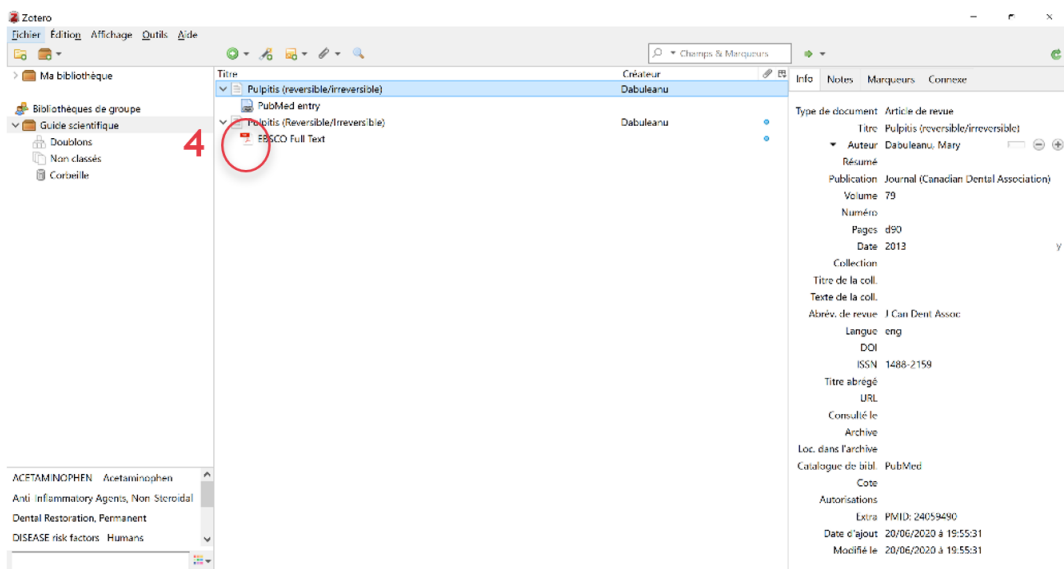 Zotero
Fichier Édition Affichage Outils Aide
Champs & Marqueurs
Ma bibliothèque
Bibliothèques de groupe
Guide scientifique
Doublons
Non classés
Corbeille
4
Titre Créateur
Pulpitis (reversible/irreversible) Dabuleanu
PubMed entry
Pulpitis (Reversible/Irreversible) Dabuleanu
EBSCO Full Text
Info Notes Marqueurs Connexe
Type de document Article de revue
Titre Pulpitis (reversible/irreversible)
Auteur Dabuleanu, Mary
Résumé
Publication Journal (Canadian Dental Association)
Volume 79
Numéro
Pages d90
Date 2013 y
Collection
Titre de la coll.
Texte de la coll.
Abrév. de revue J Can Dent Assoc
Langue eng
DOI
ISSN 1488-2159
Titre abrégé
URL
Consulté le
Archive
Loc. dans l'archive
Catalogue de bibl. PubMed
Cote
Autorisations
Extra PMID: 24059490
Date d'ajout 20/06/2020 à 19:55:31
Modifié le 20/06/2020 à 19:55:31
ACETAMINOPHEN Acetaminophen
Anti-Inflammatory Agents, Non-Steroidal
Dental Restoration, Permanent
DISEASE risk factors Humans